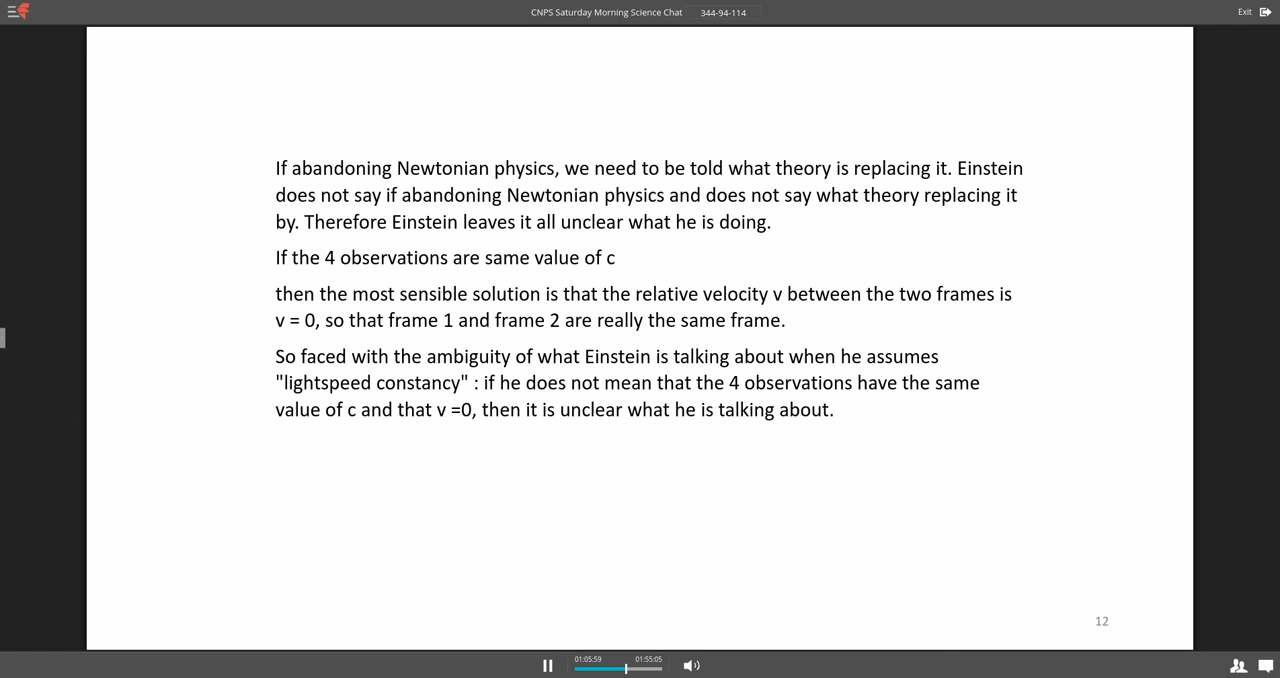 CNPS Saturday Morning Science Chat 344-94-114 Exit
If abandoning Newtonian physics, we need to be told what theory is replacing it. Einstein
does not say if abandoning Newtonian physics and does not say what theory replacing it
by. Therefore Einstein leaves it all unclear what he is doing.
If the 4 observations are same value of c
then the most sensible solution is that the relative velocity v between the two frames is
v = 0, so that frame 1 and frame 2 are really the same frame.
So faced with the ambiguity of what Einstein is talking about when he assumes
"lightspeed constancy" : if he does not mean that the 4 observations have the same
value of c and that v =0, then it is unclear what he is talking about.
12
01:05:59 01:55:05